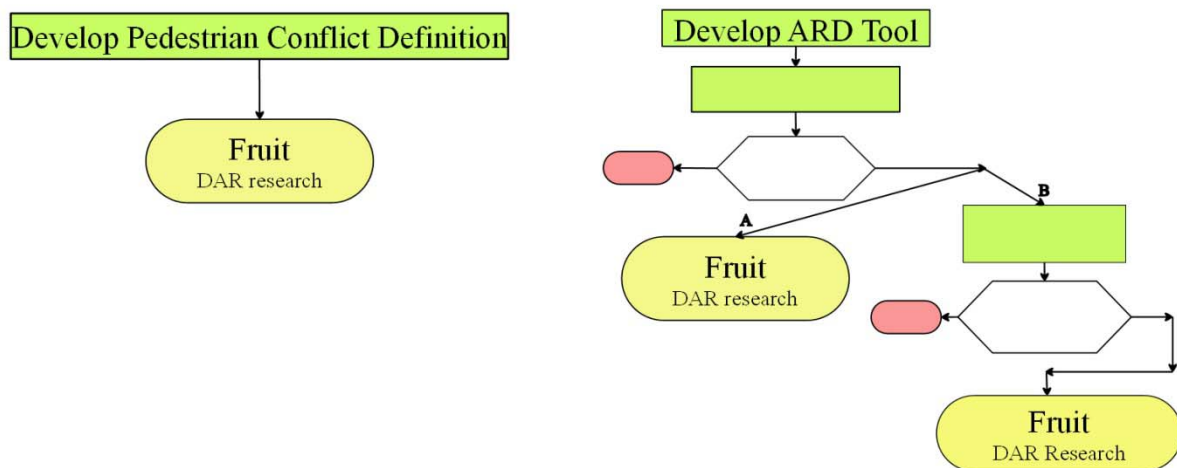 Develop Pedestrian Conflict Definition
Fruit
DAR research
Develop ARD Tool
A
B
Fruit
DAR research
Fruit
DAR Research